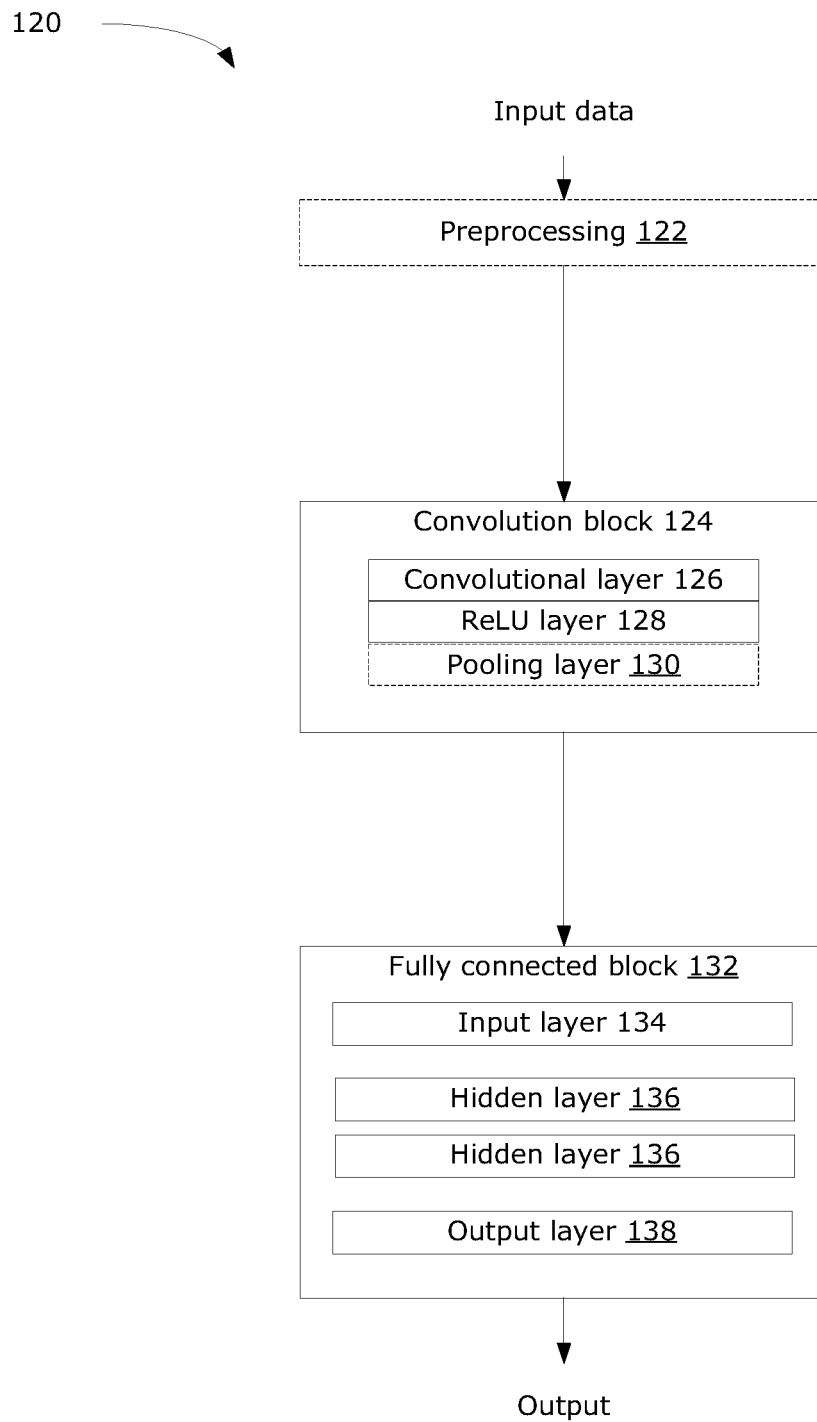 120
Input data
Preprocessing 122
Convolution block 124
Convolutional layer 126
ReLU layer 128
Pooling layer 130
Fully connected block 132
Input layer 134
Hidden layer 136
Hidden layer 136
Output layer 138
Output